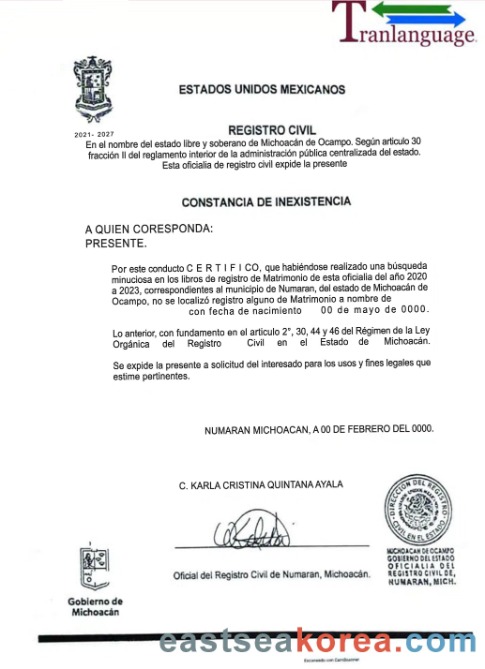 Tranlanguage
ESTADOS UNIDOS MEXICANOS
2021- 2027
REGISTRO CIVIL
En el nombre del estado libre y soberano de Michoacán de Ocampo. Según articulo 30
fracción II del reglamento interior de la administración pública centralizada del estado.
Esta oficialia de registro civil expide la presente
CONSTANCIA DE INEXISTENCIA
A QUIEN CORESPONDA:
PRESENTE.
Por este conducto C E R T I F I C O, que habiéndose realizado una búsqueda
minuciosa en los libros de registro de Matrimonio de esta oficialia del año 2020
a 2023, correspondientes al municipio de Numaran, del estado de Michoacán de
Ocampo, no se localizó registro alguno de Matrimonio a nombre de
con fecha de nacimiento 00 de mayo de 0000.
Lo anterior, con fundamento en el articulo 2°, 30, 44 y 46 del Régimen de la Ley
Orgánica del Registro Civil en el Estado de Michoacán.
Se expide la presente a solicitud del interesado para los usos y fines legales que
estime pertinentes.
NUMARAN MICHOACAN, A 00 DE FEBRERO DEL 0000.
C. KARLA CRISTINA QUINTANA AYALA
Oficial del Registro Civil de Numaran, Michoacán.
DIRECCION DEL REGISTRO
CIVIL EN EL ESTADO
MICHOACAN DE OCAMPO
GOBIERNO DEL ESTADO
OFICIALIA DEL
REGISTRO CIVIL DE,
NUMARAN, MICH.
Gobierno de
Michoacán
eastseakorea.com
Escaneado con CamScanner